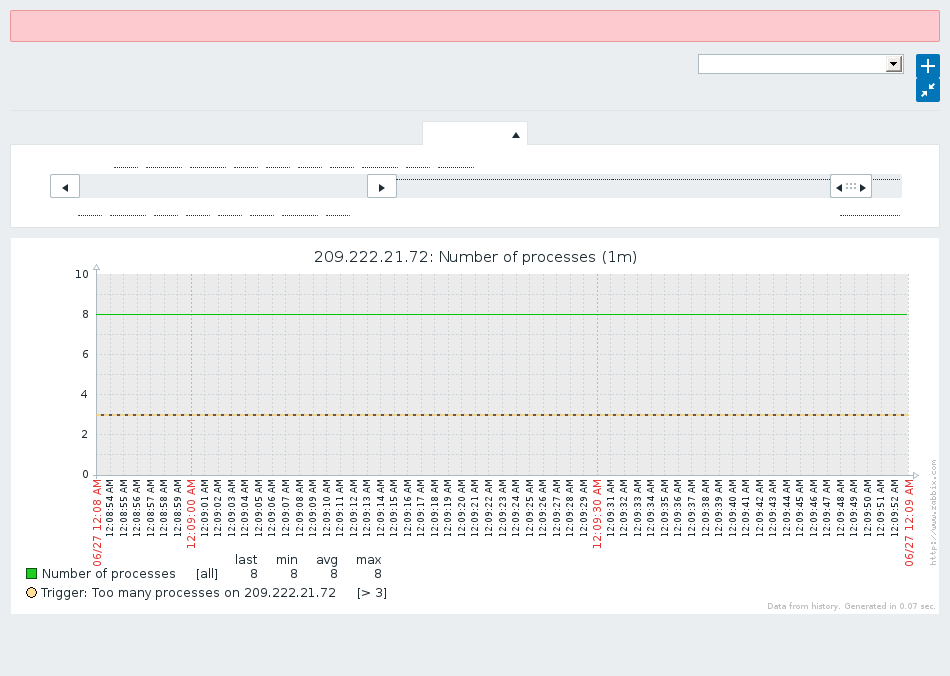 209.222.21.72: Number of processes (1m)
10
8
6
4
2
0
06/27 12:08 AM
12:08:54 AM
12:08:55 AM
12:08:56 AM
12:08:57 AM
12:08:58 AM
12:08:59 AM
12:09:00 AM
12:09:01 AM
12:09:02 AM
12:09:03 AM
12:09:04 AM
12:09:05 AM
12:09:06 AM
12:09:07 AM
12:09:08 AM
12:09:09 AM
12:09:10 AM
12:09:11 AM
12:09:12 AM
12:09:13 AM
12:09:14 AM
12:09:15 AM
12:09:16 AM
12:09:17 AM
12:09:18 AM
12:09:19 AM
12:09:20 AM
12:09:21 AM
12:09:22 AM
12:09:23 AM
12:09:24 AM
12:09:25 AM
12:09:26 AM
12:09:27 AM
12:09:28 AM
12:09:29 AM
12:09:30 AM
12:09:31 AM
12:09:32 AM
12:09:33 AM
12:09:34 AM
12:09:35 AM
12:09:36 AM
12:09:37 AM
12:09:38 AM
12:09:39 AM
12:09:40 AM
12:09:41 AM
12:09:42 AM
12:09:43 AM
12:09:44 AM
12:09:45 AM
12:09:46 AM
12:09:47 AM
12:09:48 AM
12:09:49 AM
12:09:50 AM
12:09:51 AM
12:09:52 AM
06/27 12:09 AM
http://www.zabbix.com
last min avg max
Number of processes [all] 8 8 8 8
Trigger: Too many processes on 209.222.21.72 [> 3]
Data from history. Generated in 0.07 sec.